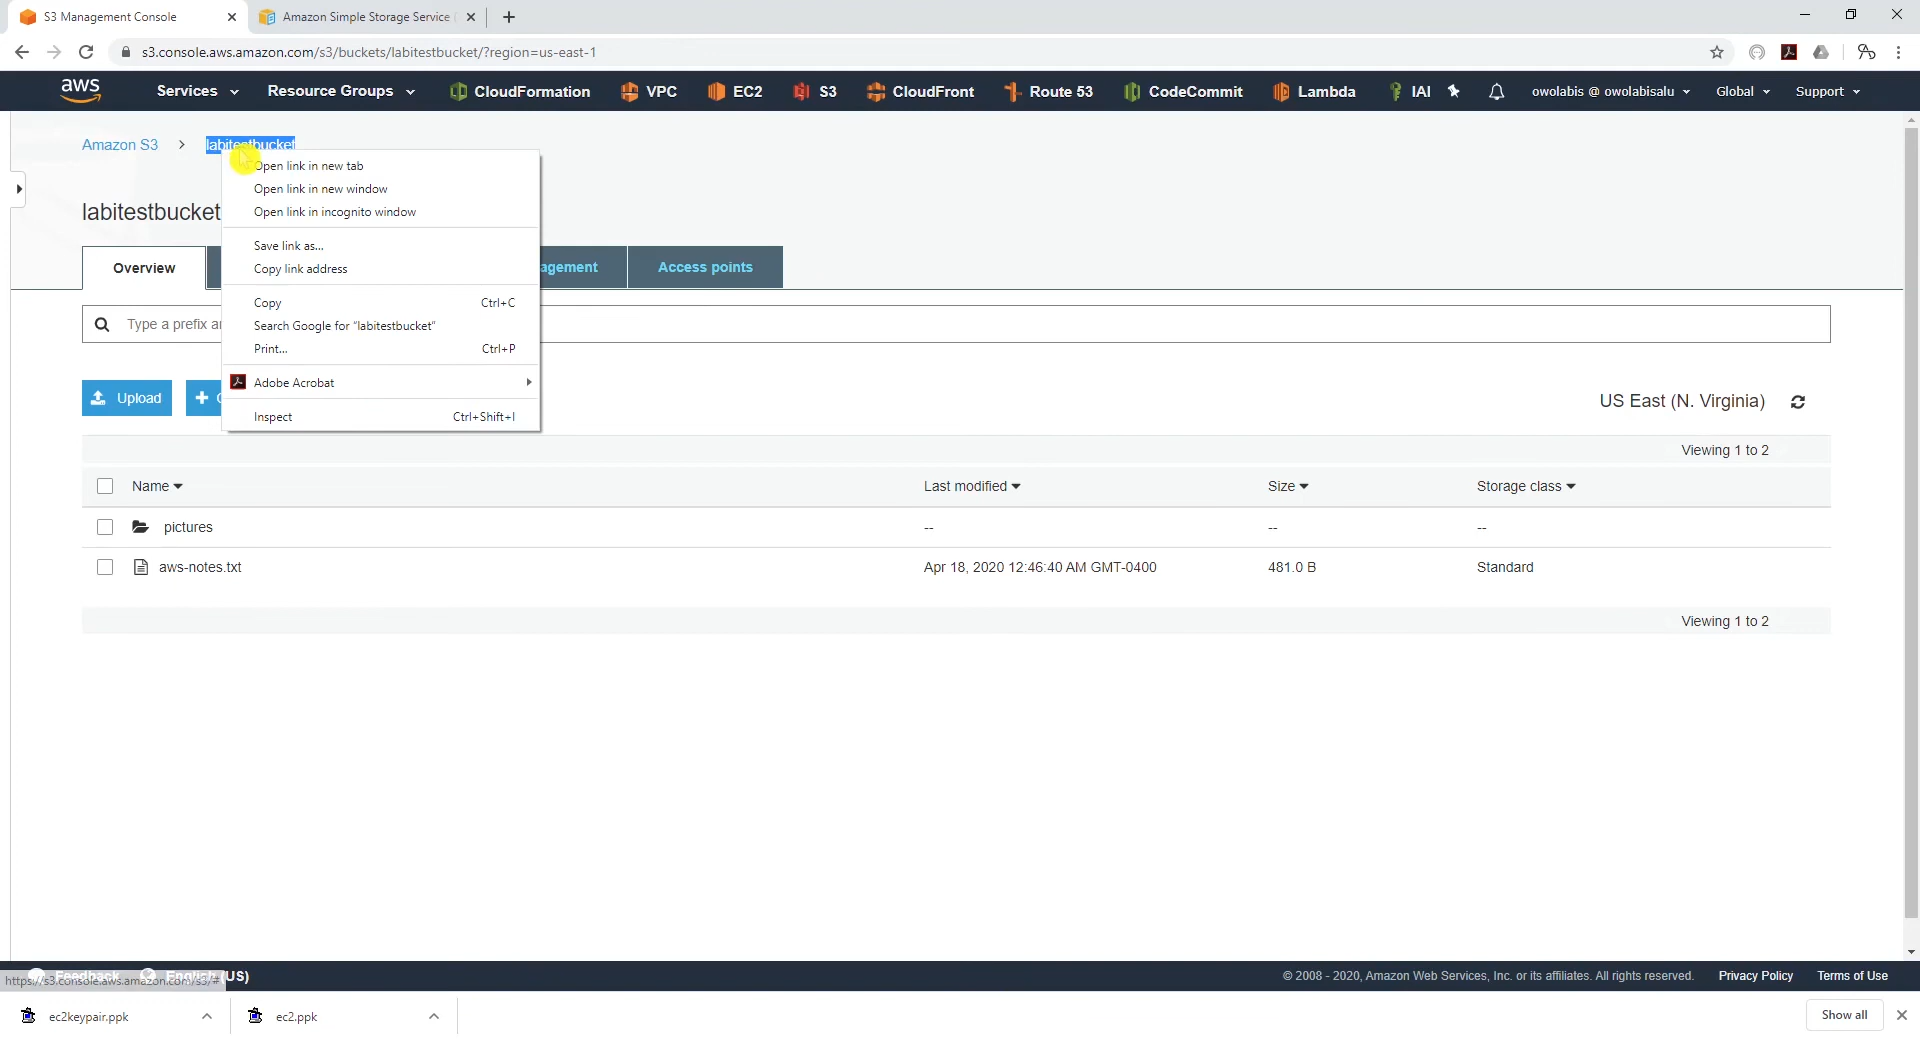 S3 Management Console
Amazon Simple Storage Service (
s3.console.aws.amazon.com/s3/buckets/labitestbucket/?region=us-east-1
aws Services Resource Groups CloudFormation VPC EC2 S3 CloudFront Route 53 CodeCommit Lambda IAI owolabis @ owolabisalu Global Support
Amazon S3 labitestbucket
labitestbucket
Open link in new tab
Open link in new window
Open link in incognito window
Save link as...
Copy link address
Copy Ctrl+C
Search Google for "labitestbucket"
Print... Ctrl+P
Adobe Acrobat
Inspect Ctrl+Shift+I
Overview agement Access points
Type a prefix an
Upload
US East (N. Virginia)
Viewing 1 to 2
Name Last modified Size Storage class
pictures -- -- --
aws-notes.txt Apr 18, 2020 12:46:40 AM GMT-0400 481.0 B Standard
Viewing 1 to 2
Feedback English (US)
https://s3.console.aws.amazon.com/s3/#
© 2008 - 2020, Amazon Web Services, Inc. or its affiliates. All rights reserved. Privacy Policy Terms of Use
ec2keypair.ppk ec2.ppk Show all